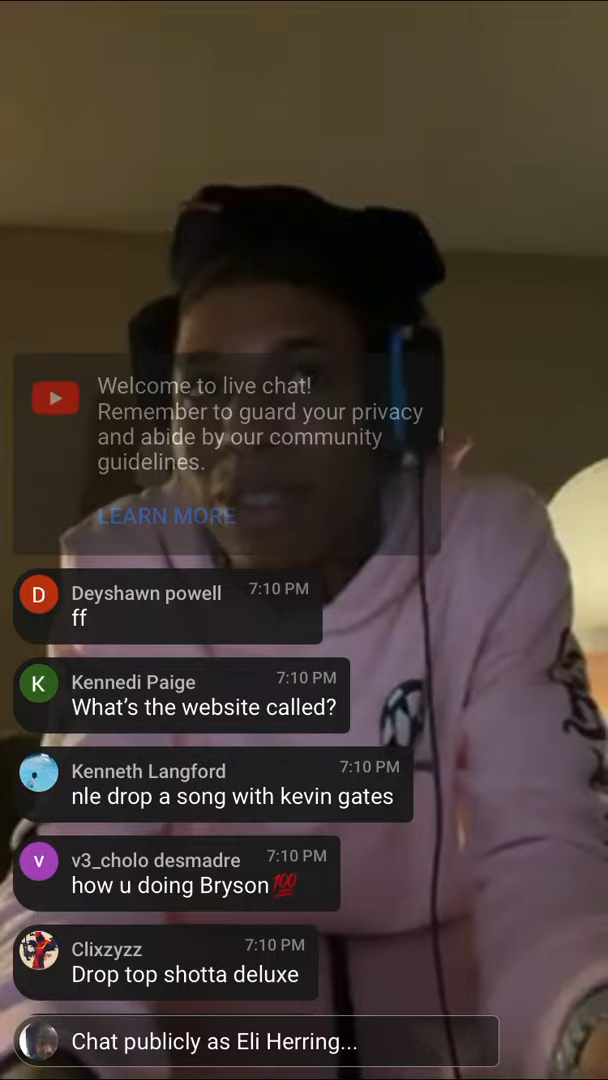 Welcome to live chat!
Remember to guard your privacy
and abide by our community
guidelines.
LEARN MORE
D
Deyshawn powell 7:10 PM
ff
K
Kennedi Paige 7:10 PM
What’s the website called?
Kenneth Langford 7:10 PM
nle drop a song with kevin gates
v
v3_cholo desmadre 7:10 PM
how u doing Bryson💯
Clixzyzz 7:10 PM
Drop top shotta deluxe
Chat publicly as Eli Herring...